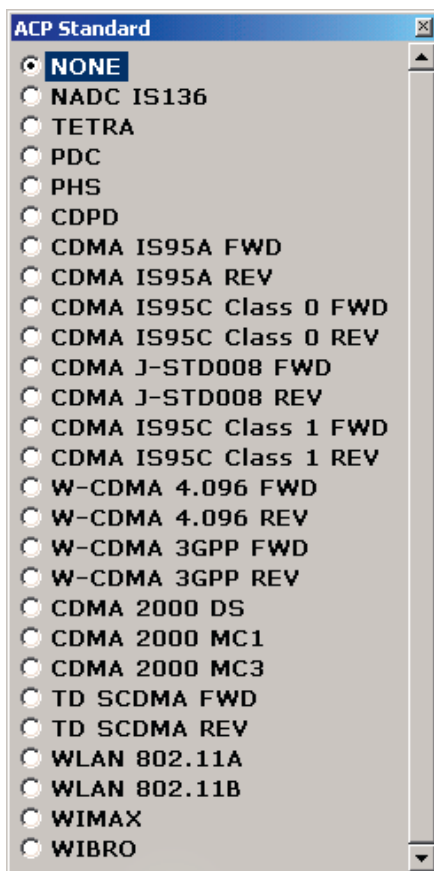 ACP Standard
NONE
NADC IS136
TETRA
PDC
PHS
CDPD
CDMA IS95A FWD
CDMA IS95A REV
CDMA IS95C Class 0 FWD
CDMA IS95C Class 0 REV
CDMA J-STD008 FWD
CDMA J-STD008 REV
CDMA IS95C Class 1 FWD
CDMA IS95C Class 1 REV
W-CDMA 4.096 FWD
W-CDMA 4.096 REV
W-CDMA 3GPP FWD
W-CDMA 3GPP REV
CDMA 2000 DS
CDMA 2000 MC1
CDMA 2000 MC3
TD SCDMA FWD
TD SCDMA REV
WLAN 802.11A
WLAN 802.11B
WIMAX
WIBRO